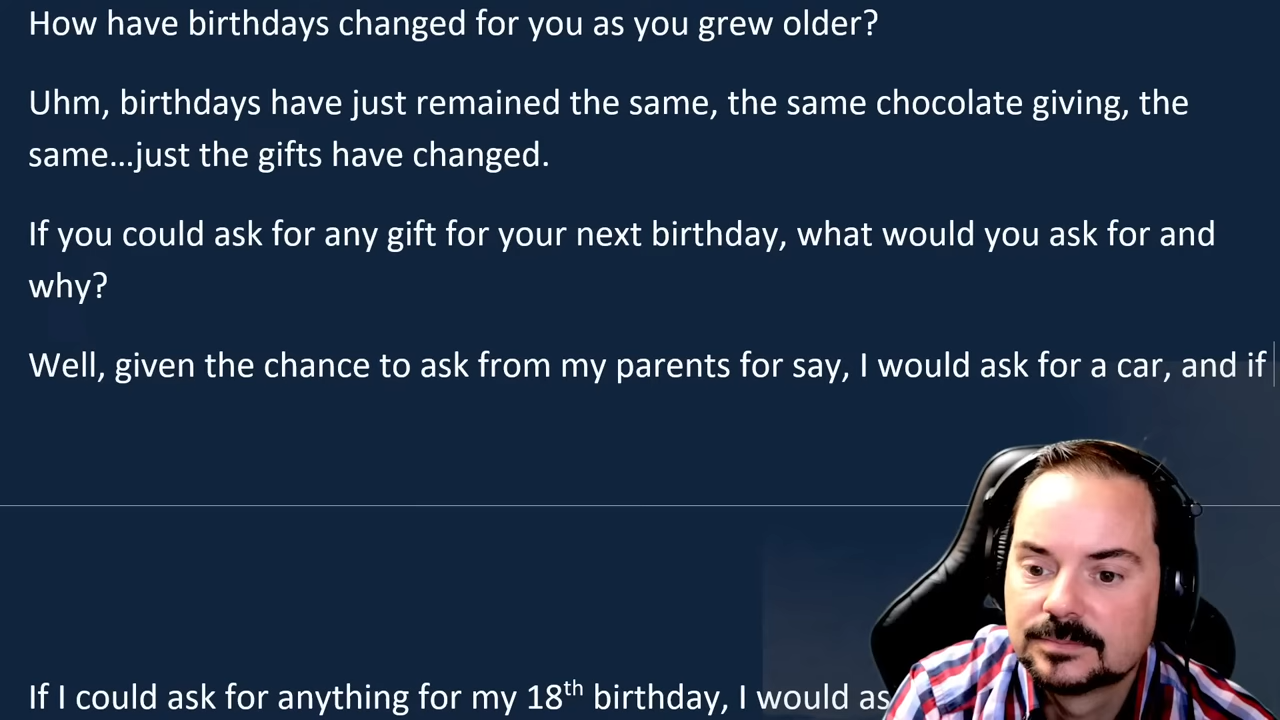 How have birthdays changed for you as you grew older?
Uhm, birthdays have just remained the same, the same chocolate giving, the
same…just the gifts have changed.
If you could ask for any gift for your next birthday, what would you ask for and
why?
Well, given the chance to ask from my parents for say, I would ask for a car, and if
If I could ask for anything for my 18th birthday, I would